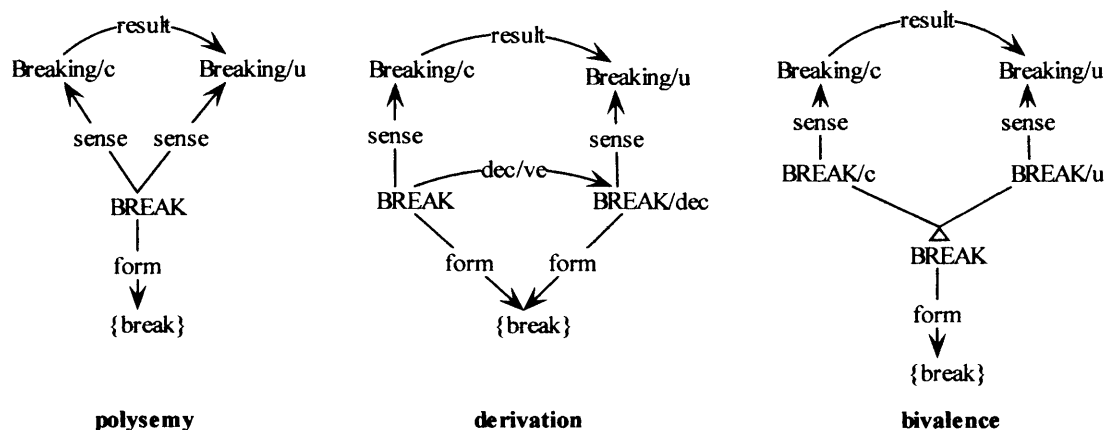 result
Breaking/c Breaking/u
sense sense
BREAK
form
{break}
polysemy
result
Breaking/c Breaking/u
sense sense
dec/ve
BREAK BREAK/dec
form form
{break}
derivation
result
Breaking/c Breaking/u
sense sense
BREAK/c BREAK/u
BREAK
form
{break}
bivalence